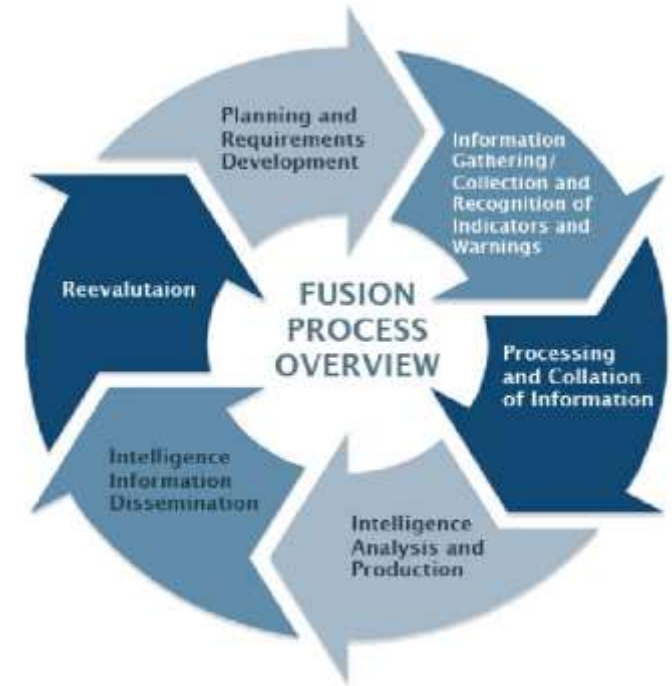 Planning and
Requirements
Development
Information
Gathering/
Collection and
Recognition of
Indicators and
Warnings
Processing
and Collation
of Information
Intelligence
Analysis and
Production
Intelligence
Information
Dissemination
Reevalutaion
FUSION
PROCESS
OVERVIEW